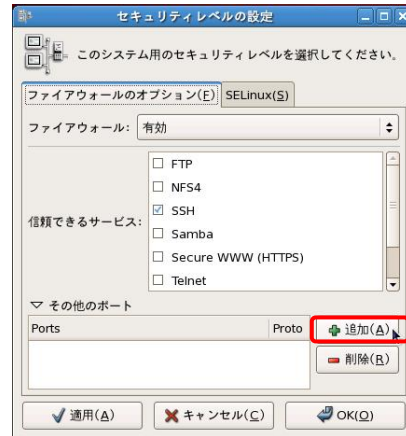 セキュリティレベルの設定
このシステム用のセキュリティレベルを選択してください。
ファイアウォールのオプション(F) SELinux(S)
ファイアウォール: 有効
信頼できるサービス:
FTP
NFS4
SSH
Samba
Secure WWW (HTTPS)
Telnet
その他のポート
Ports Proto
追加(A)
削除(R)
適用(A) キャンセル(C) OK(O)